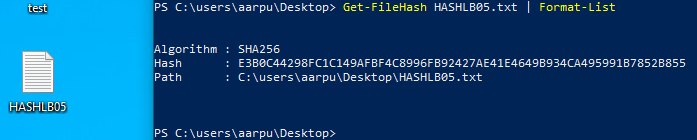 test
HASHLB05
PS C:\users\aarpu\Desktop> Get-FileHash HASHLB05.txt | Format-List
Algorithm : SHA256
Hash      : E3B0C44298FC1C149AFBF4C8996FB92427AE41E4649B934CA495991B7852B855
Path      : C:\users\aarpu\Desktop\HASHLB05.txt
PS C:\users\aarpu\Desktop>